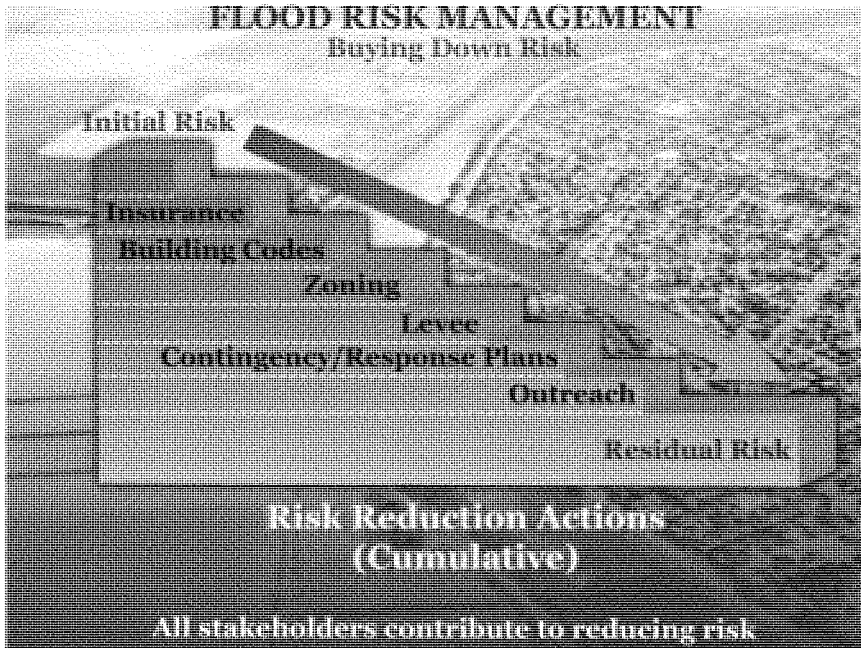 FLOOD RISK MANAGEMENT
Buying Down Risk
Initial Risk
Insurance
Building Codes
Zoning
Levee
Contingency/Response Plans
Outreach
Residual Risk
Risk Reduction Actions
(Cumulative)
All stakeholders contribute to reducing risk